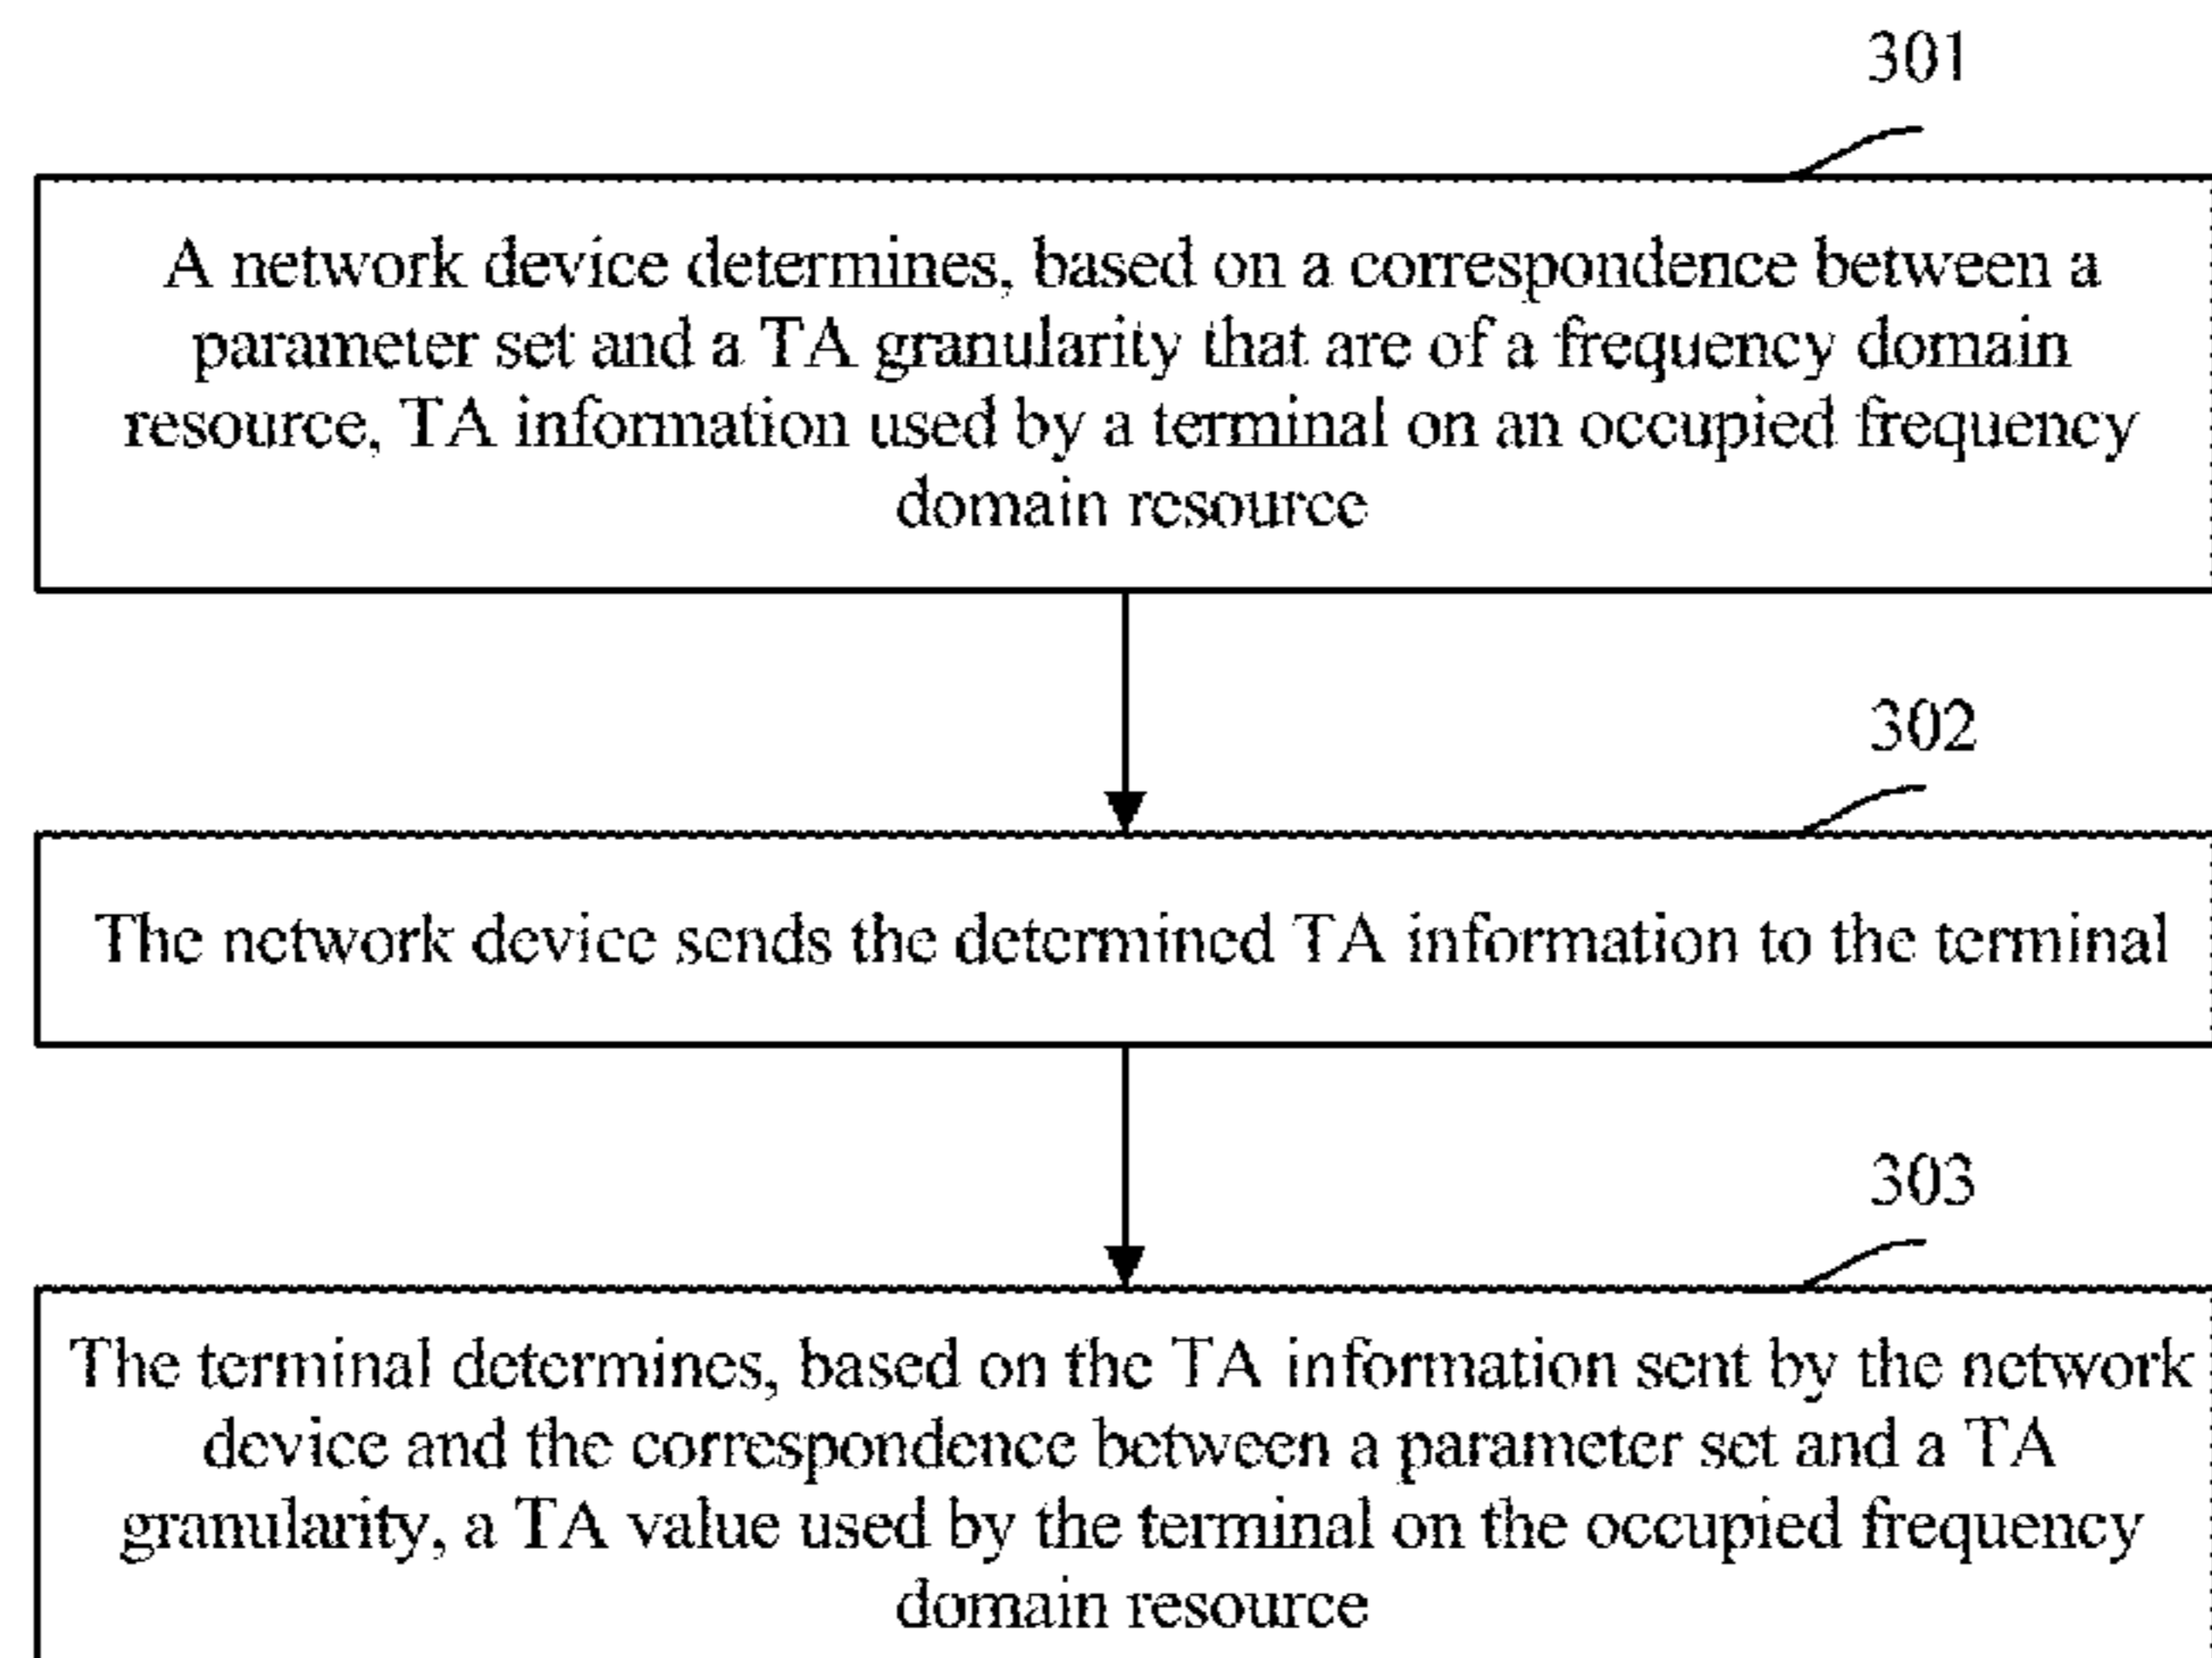 301
A network device determines, based on a correspondence between a
parameter set and a TA granularity that are of a frequency domain
resource, TA information used by a terminal on an occupied frequency
domain resource
302
The network device sends the determined TA information to the terminal
303
The terminal determines, based on the TA information sent by the network
device and the correspondence between a parameter set and a TA
granularity, a TA value used by the terminal on the occupied frequency
domain resource